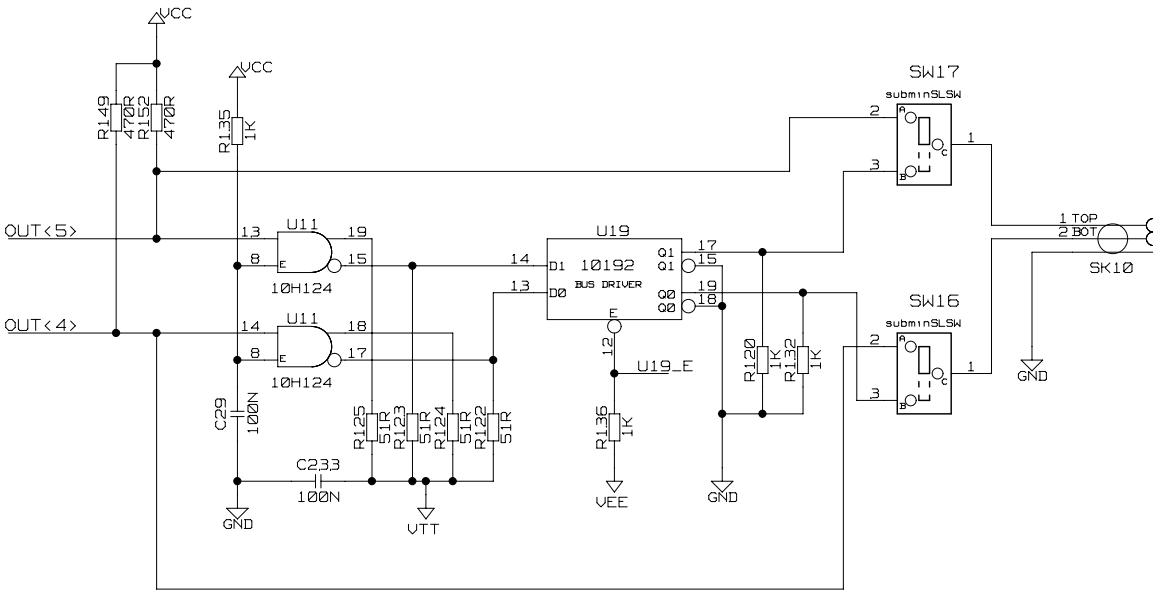 VCC
VCC
SW17
subminSLSW
R149
470R
R152
470R
R135
1K
2
A
1
C
3
B
OUT<5>
13
U11
19
8
E
15
10H124
U19
14
D1
10192
Q1
17
BUS DRIVER
Q1
15
13
D0
Q0
19
Q0
18
E
12
1 TOP
2 BOT
SK10
OUT<4>
14
U11
18
8
E
17
10H124
U19_E
R120
1K
R132
1K
SW16
subminSLSW
2
A
1
C
3
B
GND
C29
100N
R125
51R
R123
51R
R124
51R
R122
51R
R136
1K
C233
100N
GND
VTT
VEE
GND